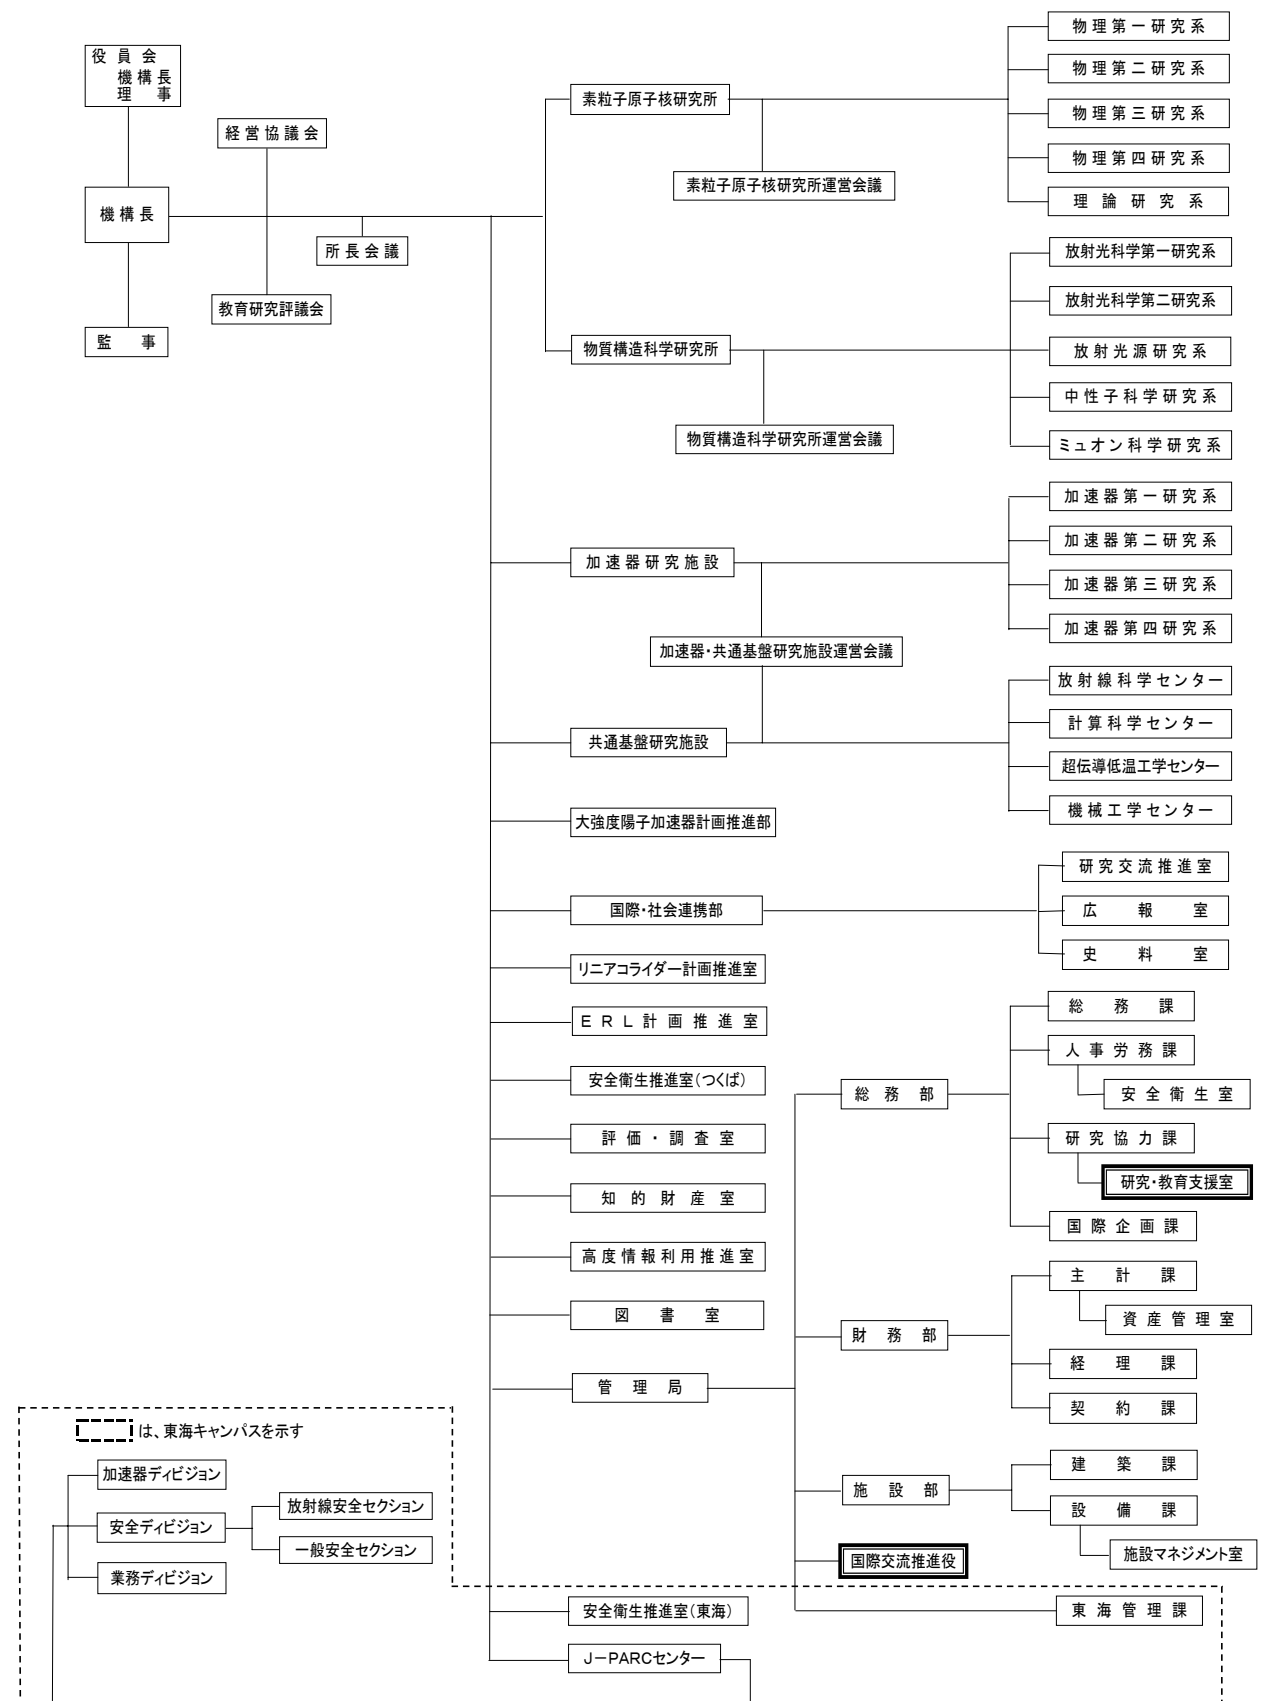 役員会
機構長
理事
経営協議会
機構長
所長会議
教育研究評議会
監事
素粒子原子核研究所
素粒子原子核研究所運営会議
物理第一研究系
物理第二研究系
物理第三研究系
物理第四研究系
理論研究系
物質構造科学研究所
物質構造科学研究所運営会議
放射光科学第一研究系
放射光科学第二研究系
放射光源研究系
中性子科学研究系
ミュオン科学研究系
加速器研究施設
加速器第一研究系
加速器第二研究系
加速器第三研究系
加速器第四研究系
加速器・共通基盤研究施設運営会議
共通基盤研究施設
放射線科学センター
計算科学センター
超伝導低温工学センター
機械工学センター
大強度陽子加速器計画推進部
国際・社会連携部
研究交流推進室
広報室
史料室
リニアコライダー計画推進室
ERL計画推進室
安全衛生推進室(つくば)
評価・調査室
知的財産室
高度情報利用推進室
図書室
管理局
総務部
総務課
人事労務課
安全衛生室
研究協力課
研究・教育支援室
国際企画課
財務部
主計課
資産管理室
経理課
契約課
施設部
建築課
設備課
施設マネジメント室
国際交流推進役
東海管理課
は、東海キャンパスを示す
加速器ディビジョン
安全ディビジョン
放射線安全セクション
一般安全セクション
業務ディビジョン
安全衛生推進室(東海)
J-PARCセンター